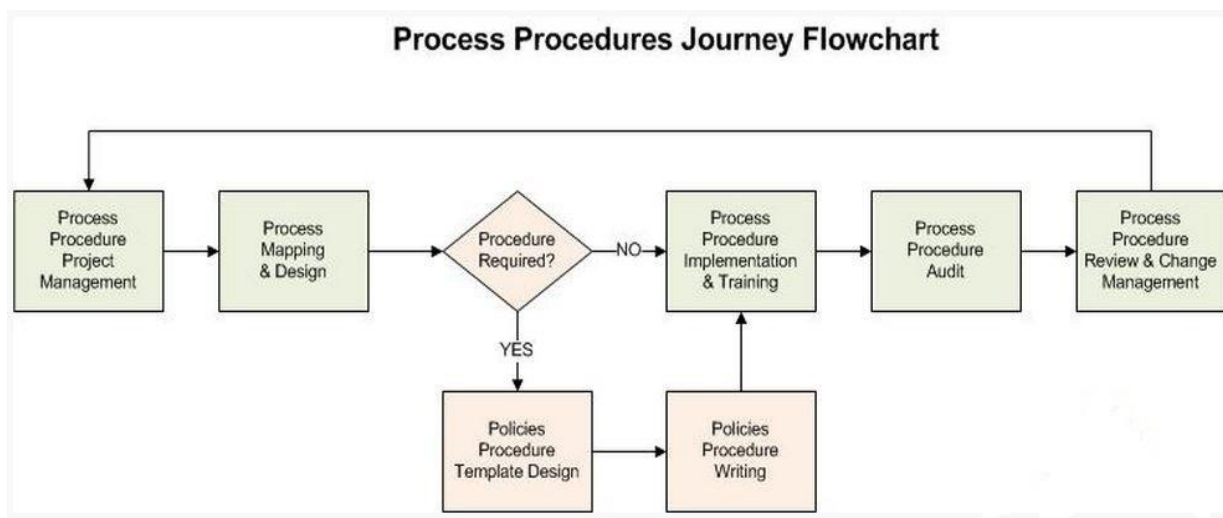 Process Procedures Journey Flowchart
Process
Procedure
Project
Management
Process
Mapping
& Design
Procedure
Required?
NO
Process
Procedure
Implementation
& Training
Process
Procedure
Audit
Process
Procedure
Review & Change
Management
YES
Policies
Procedure
Template Design
Policies
Procedure
Writing